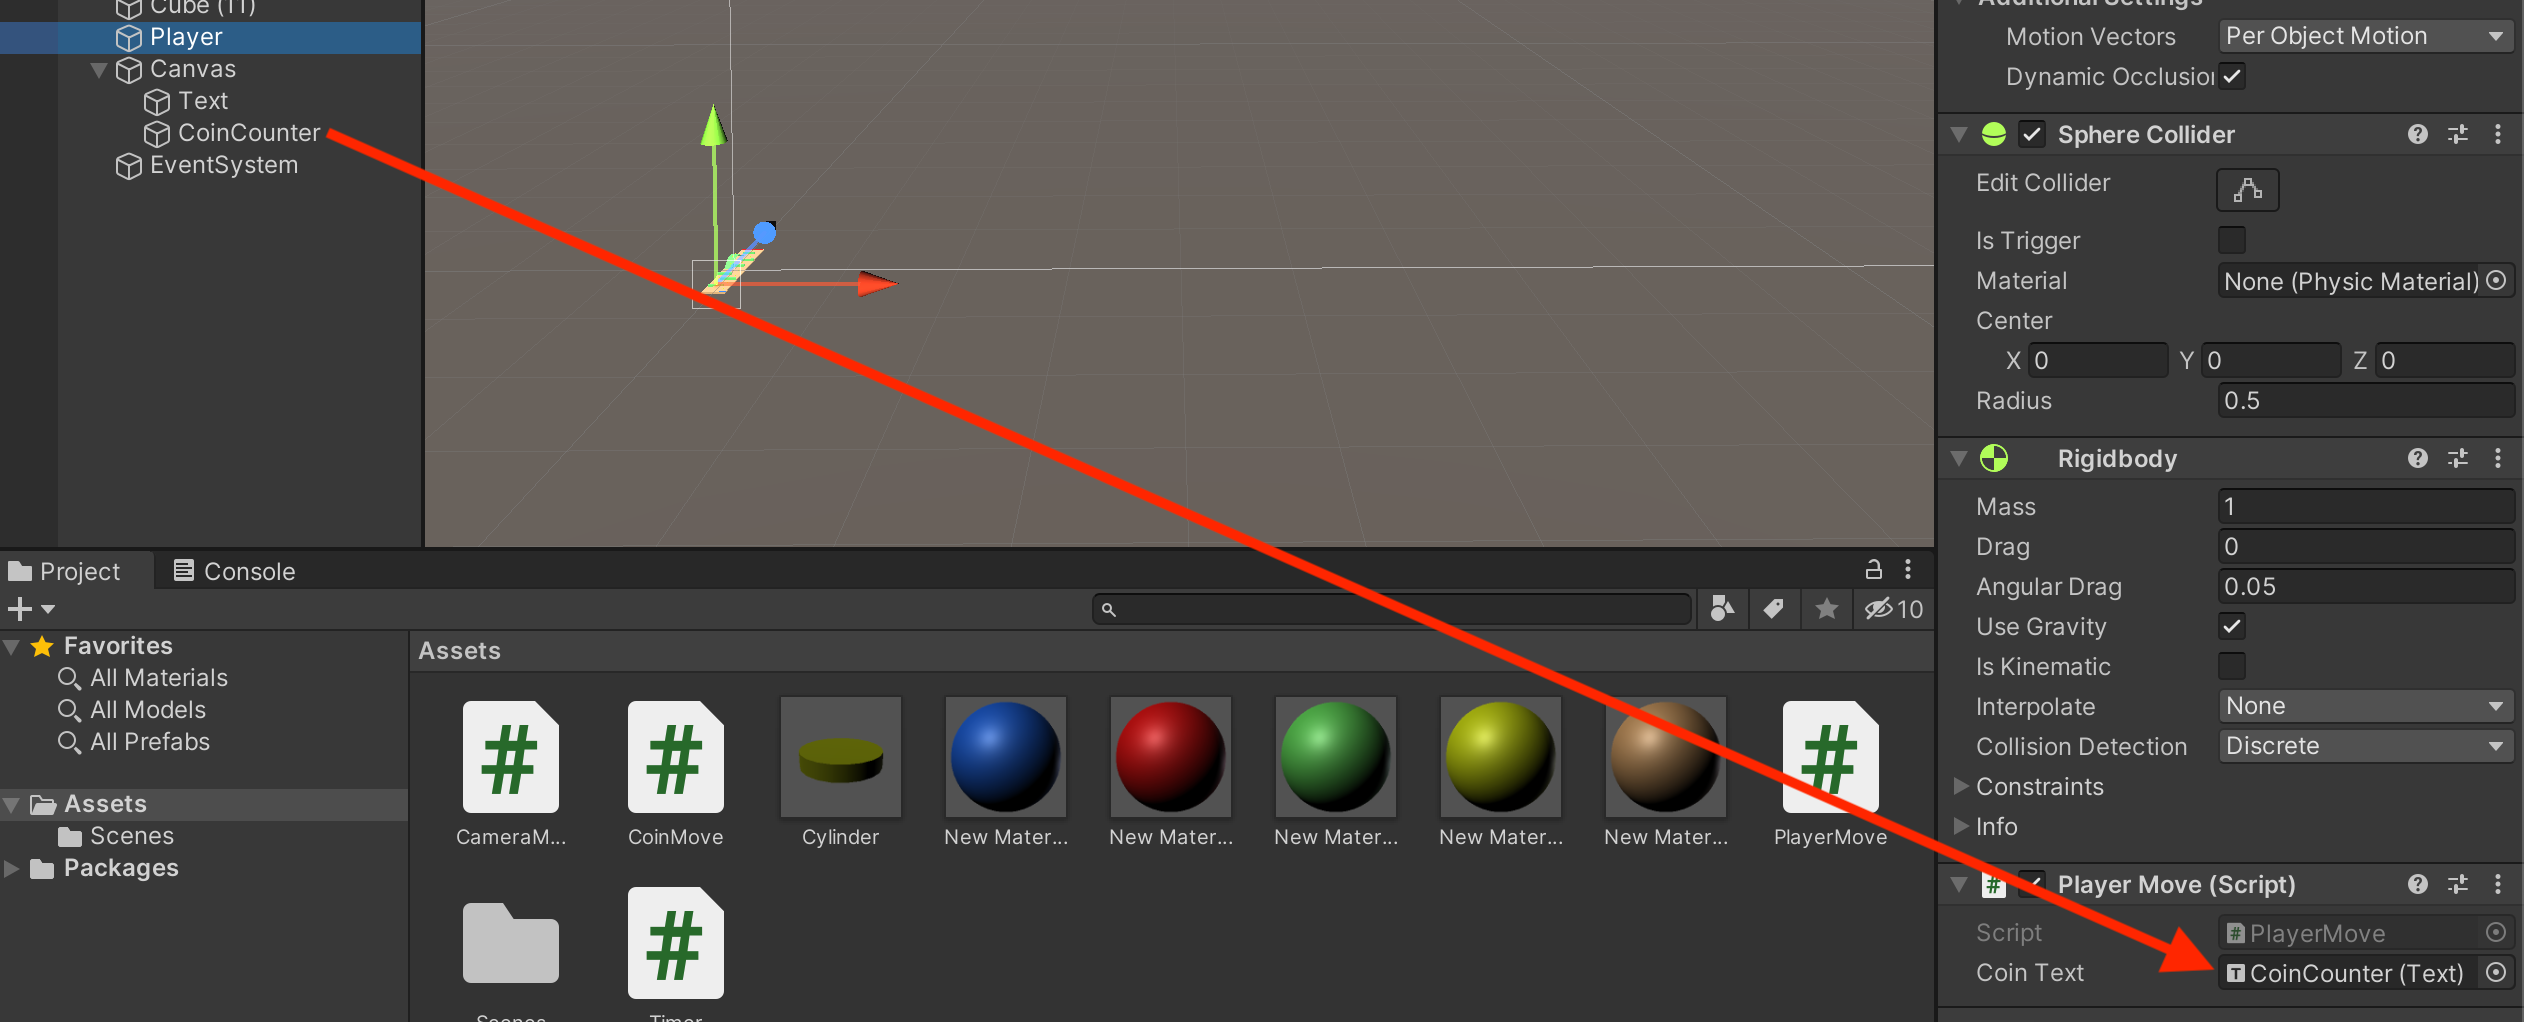 Cube (11)
Player
Canvas
Text
CoinCounter
EventSystem
Additional Settings
Motion Vectors
Per Object Motion
Dynamic Occlusion
Sphere Collider
Edit Collider
Is Trigger
Material
None (Physic Material)
Center
X 0 Y 0 Z 0
Radius 0.5
Rigidbody
Mass 1
Drag 0
Angular Drag 0.05
Use Gravity
Is Kinematic
Interpolate None
Collision Detection Discrete
Constraints
Info
Player Move (Script)
Script PlayerMove
Coin Text CoinCounter (Text)
Project
Console
10
Favorites
All Materials
All Models
All Prefabs
Assets
Scenes
Packages
Assets
CameraM...
CoinMove
Cylinder
New Mater...
New Mater...
New Mater...
New Mater...
New Mater...
PlayerMove
Scenes
Timer